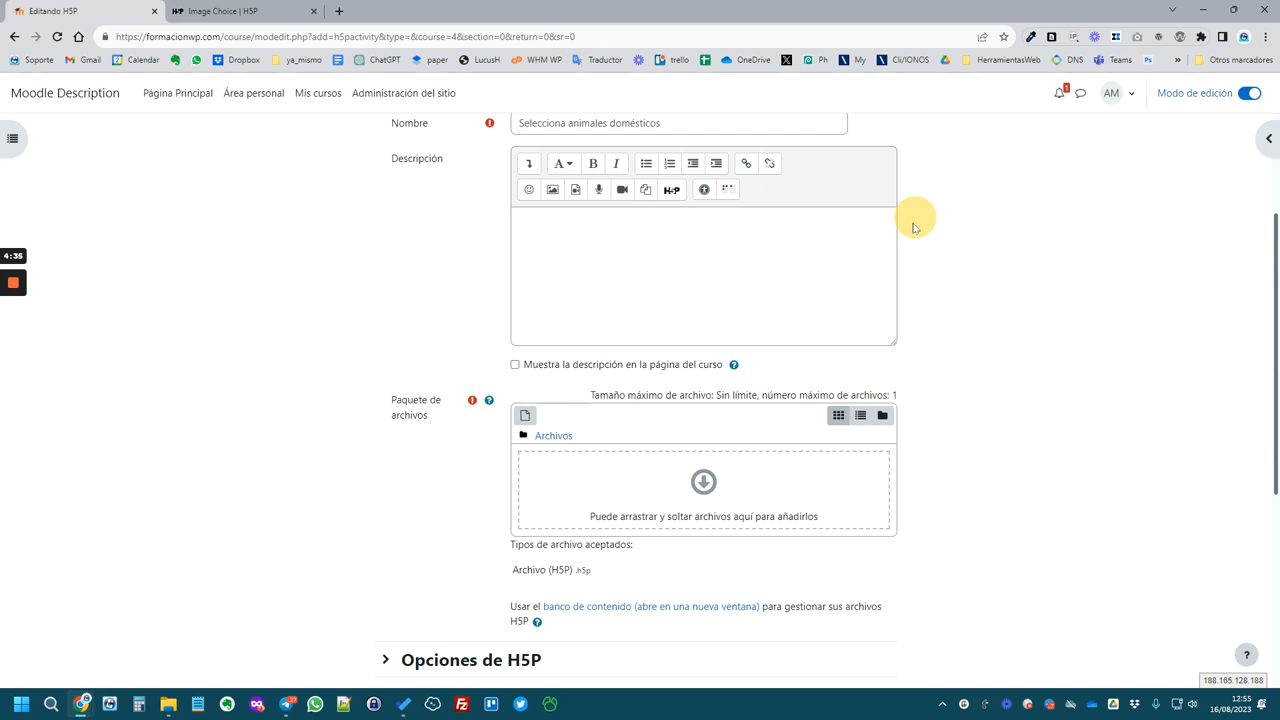 Editando H5P
H-P Image Choice | H5P
https://formacionwp.com/course/modedit.php?add=h5pactivity&type=&course=4&section=0&return=0&sr=0
Soporte Gmail Calendar Dropbox ya_mismo ChatGPT paper LucusH WHM WP Traductor trello OneDrive Ph My Cli/IONOS HerramientasWeb DNS Teams Ps » Otros marcadores
Moodle Description Página Principal Área personal Mis cursos Administración del sitio 1 AM Modo de edición
Nombre Selecciona animales domésticos
Descripción A B I
H-P
4:35
Muestra la descripción en la página del curso ?
Paquete de archivos ? Tamaño máximo de archivo: Sin límite, número máximo de archivos: 1
Archivos
Puede arrastrar y soltar archivos aquí para añadirlos
Tipos de archivo aceptados:
Archivo (H5P) .h5p
Usar el banco de contenido (abre en una nueva ventana) para gestionar sus archivos
H5P ?
Opciones de H5P
?
188.165.128.188
12:55
16/08/2023